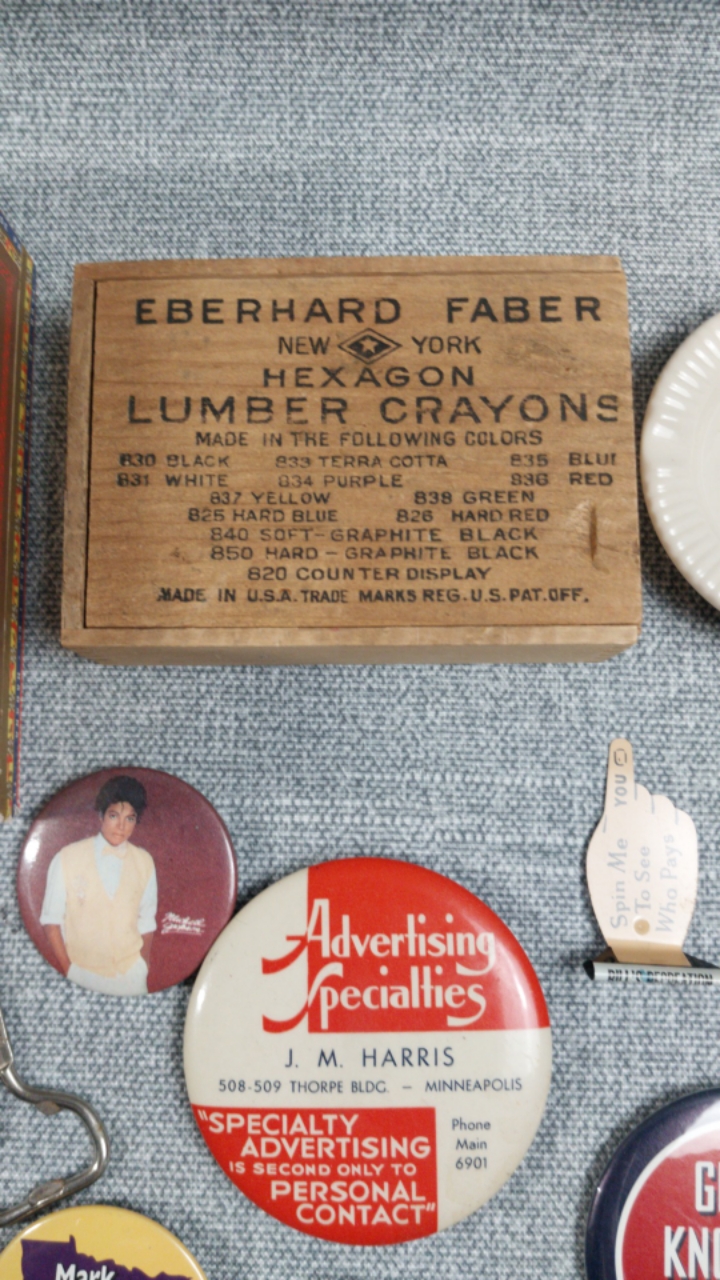 EBERHARD FABER
NEW YORK
HEXAGON
LUMBER CRAYONS
MADE IN THE FOLLOWING COLORS
830 BLACK 833 TERRA COTTA 835 BLUE
831 WHITE 834 PURPLE 836 RED
837 YELLOW 838 GREEN
825 HARD BLUE 826 HARD RED
840 SOFT-GRAPHITE BLACK
850 HARD-GRAPHITE BLACK
820 COUNTER DISPLAY
MADE IN U.S.A. TRADE MARKS REG. U.S. PAT. OFF.
YOU
Spin Me
To See
Who Pays
BILL'S RECREATION
Michael
Jackson
Advertising
Specialties
J. M. HARRIS
508-509 THORPE BLDG. - MINNEAPOLIS
"SPECIALTY
ADVERTISING
IS SECOND ONLY TO
PERSONAL
CONTACT"
Phone
Main
6901
Mark